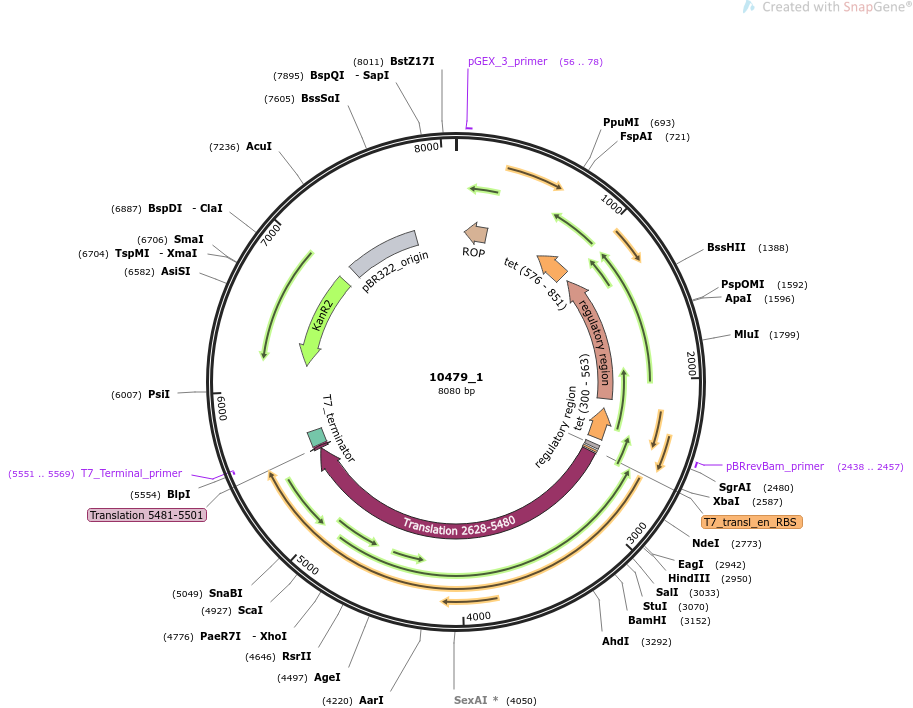 Created with SnapGene®
(8011) BstZ17I
pGEX_3_primer (56 .. 78)
(7895) BspQI - SapI
(7605) BssSαI
PpuMI (693)
FspAI (721)
(7236) AcuI
8000
1000
(6887) BspDI - ClaI
7000
(6706) SmaI
(6704) TspMI - XmaI
(6582) AsiSI
BssHII (1388)
PspOMI (1592)
ApaI (1596)
MluI (1799)
ROP
pBR322_origin
tet (576 - 851)
KanR2
regulatory region
2000
10479_1
8080 bp
(6007) PsiI
6000
T7_terminator
regulatory region
tet (300 - 563)
(5551 .. 5569) T7_Terminal_primer
(5554) BlpI
Translation 5481-5501
pBRrevBam_primer (2438 .. 2457)
SgrAI (2480)
XbaI (2587)
T7_transl_en_RBS
Translation 2628-5480
3000
NdeI (2773)
EagI (2942)
HindIII (2950)
SalI (3033)
StuI (3070)
BamHI (3152)
AhdI (3292)
5000
4000
(5049) SnaBI
(4927) ScaI
(4776) PaeR7I - XhoI
(4646) RsrII
(4497) AgeI
(4220) AarI
SexAI * (4050)